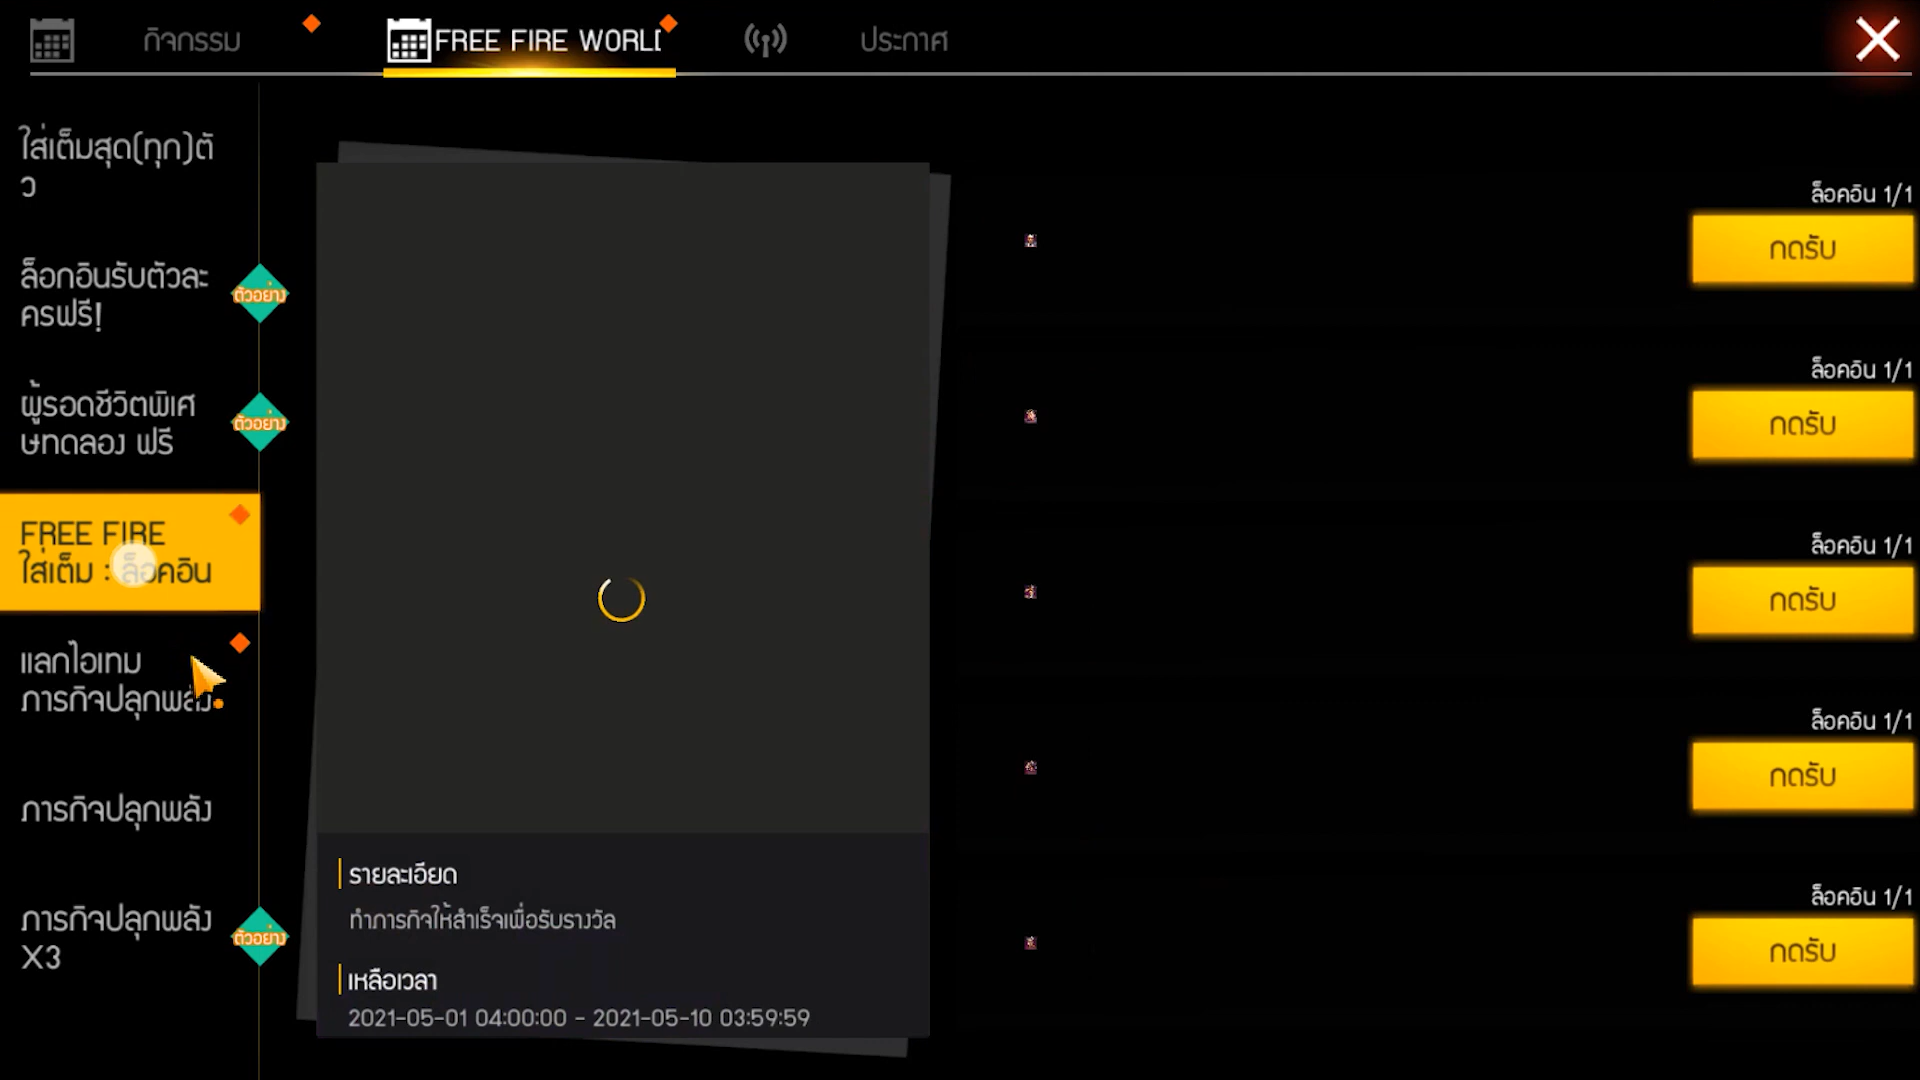 กิจกรรม
FREE FIRE WORL
ประกาศ
ใส่เต็มสุด(ทุก)ตั
ว
ล็อกอินรับตัวละ
ครฟรี!
ตัวอย่าง
ผู้รอดชีวิตพิเศ
ษทดลอง ฟรี
ตัวอย่าง
FREE FIRE
ใส่เต็ม : ล็อคอิน
แลกไอเทม
ภารกิจปลุกพลัง
ภารกิจปลุกพลัง
ภารกิจปลุกพลัง
X3
ตัวอย่าง
รายละเอียด
ทำภารกิจให้สำเร็จเพื่อรับรางวัล
เหลือเวลา
2021-05-01 04:00:00 - 2021-05-10 03:59:59
ล็อคอิน 1/1
กดรับ
ล็อคอิน 1/1
กดรับ
ล็อคอิน 1/1
กดรับ
ล็อคอิน 1/1
กดรับ
ล็อคอิน 1/1
กดรับ